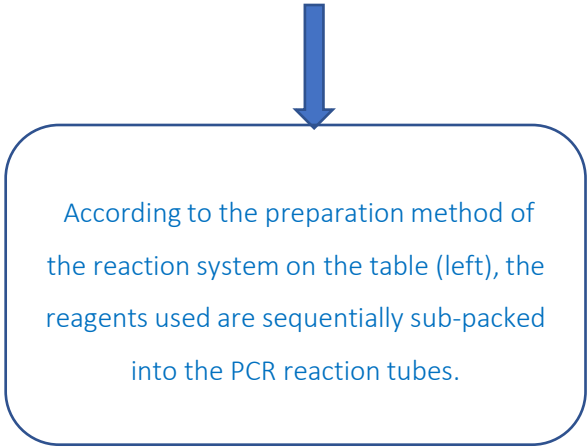 According to the preparation method of
the reaction system on the table (left), the
reagents used are sequentially sub-packed
into the PCR reaction tubes.